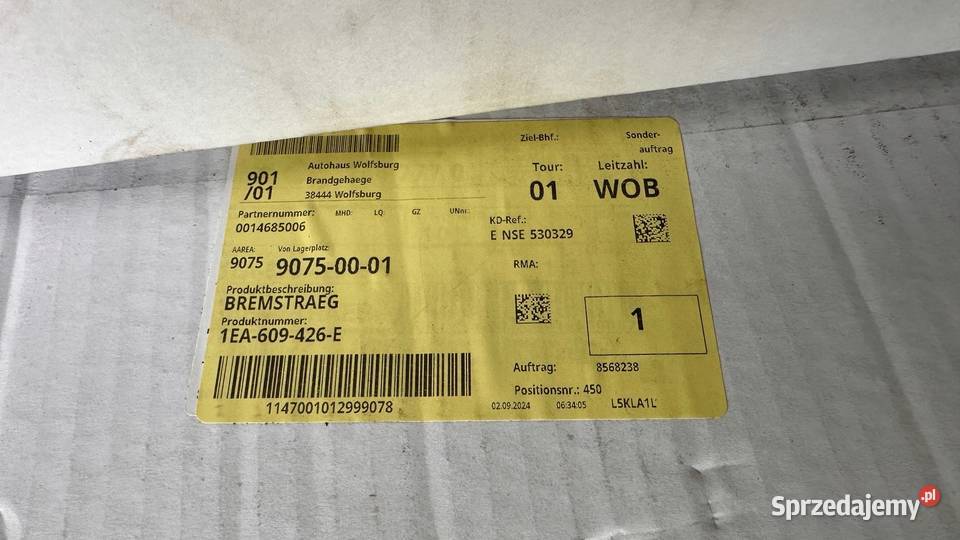 Ziel-Bhf.:
Sonder-
auftrag
Autohaus Wolfsburg
901
/01
Brandgehaege
38444 Wolfsburg
Tour:
01
Leitzahl:
WOB
Partnernummer:
MHD:
LQ:
GZ
UNnr.:
0014685006
KD-Ref.:
E NSE 530329
AAREA:
Von Lagerplatz:
9075
9075-00-01
RMA:
Produktbeschreibung:
BREMSTRAEG
Produktnummer:
1EA-609-426-E
1
Auftrag:
8568238
Positionsnr.: 450
1147001012999078
02.09.2024
06:34:05
L5KLA1L
Sprzedajemy.pl